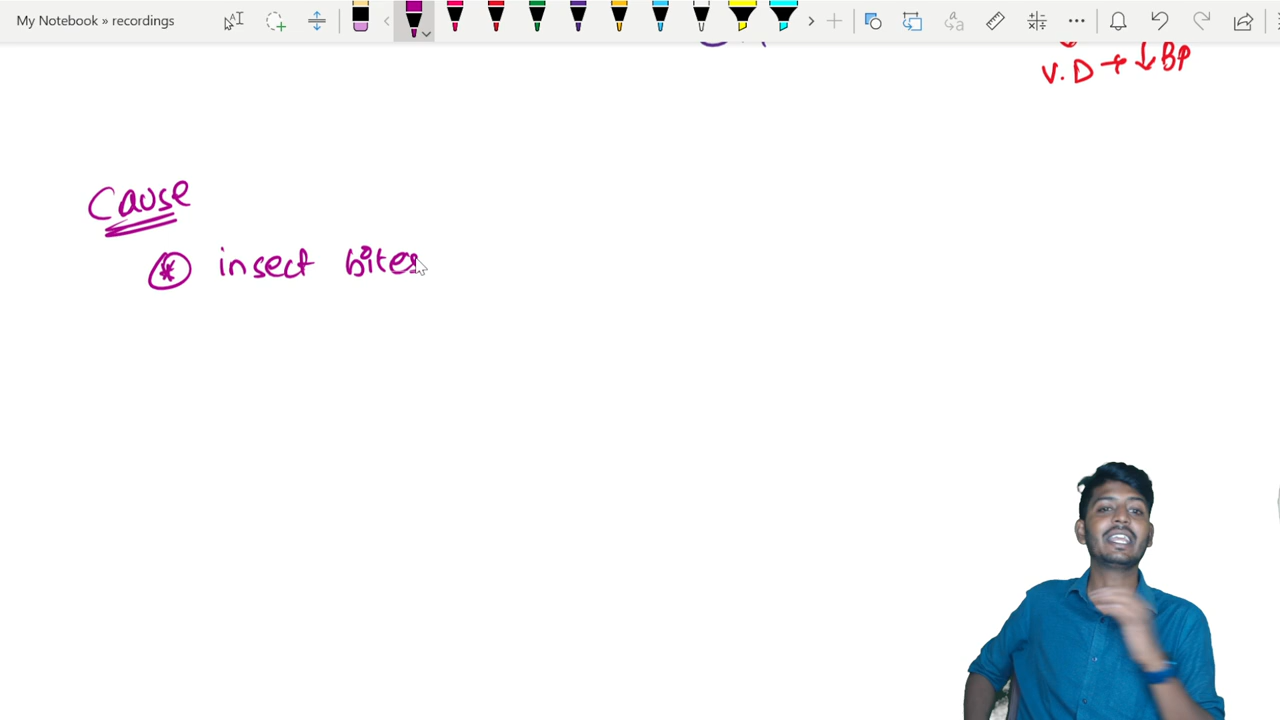 My Notebook » recordings
V.D → ↓ BP
Cause
* insect bites